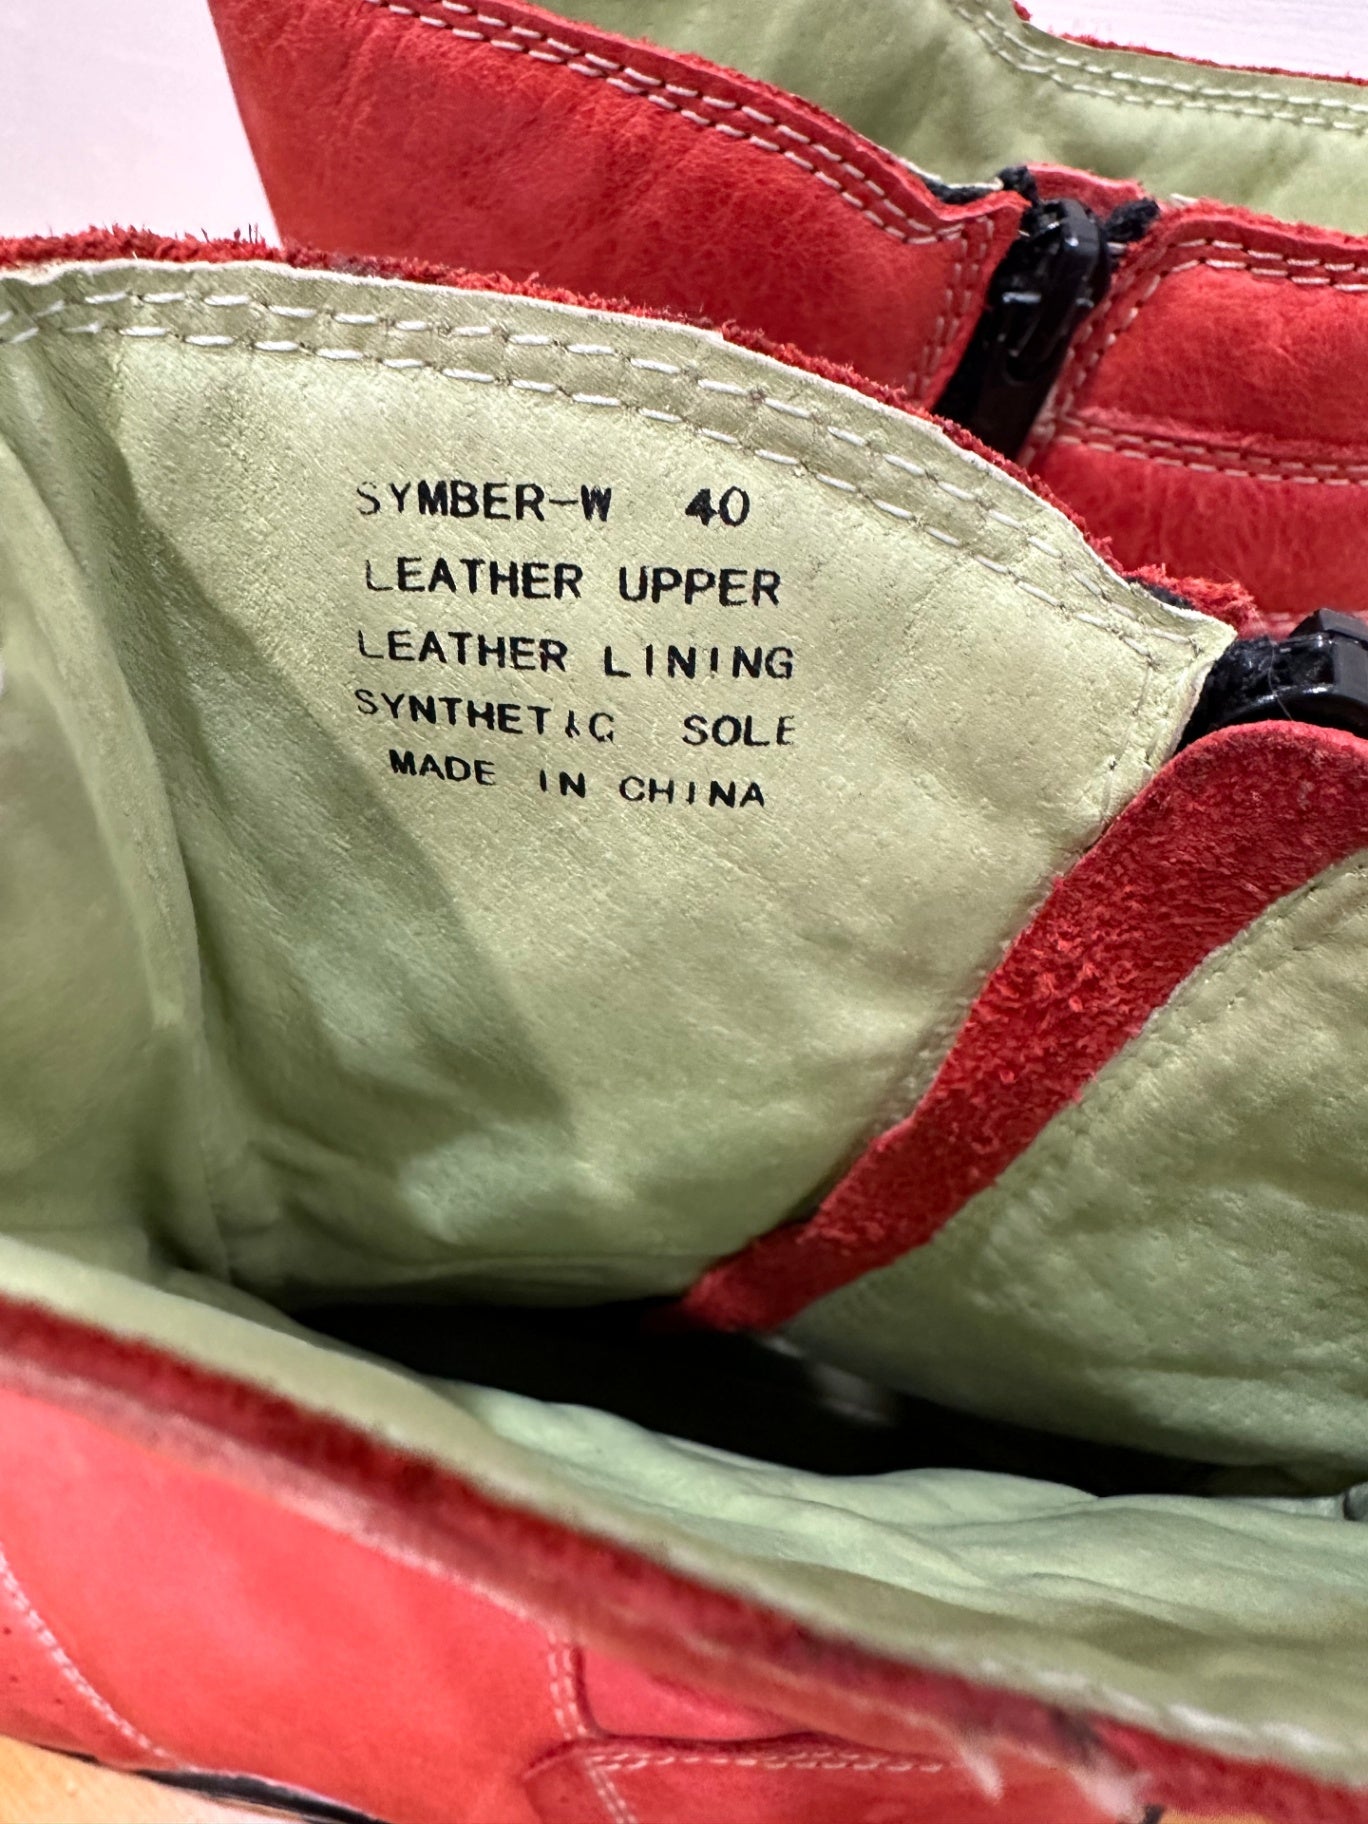 SYMBER-W 40
LEATHER UPPER
LEATHER LINING
SYNTHETIC SOLE
MADE IN CHINA